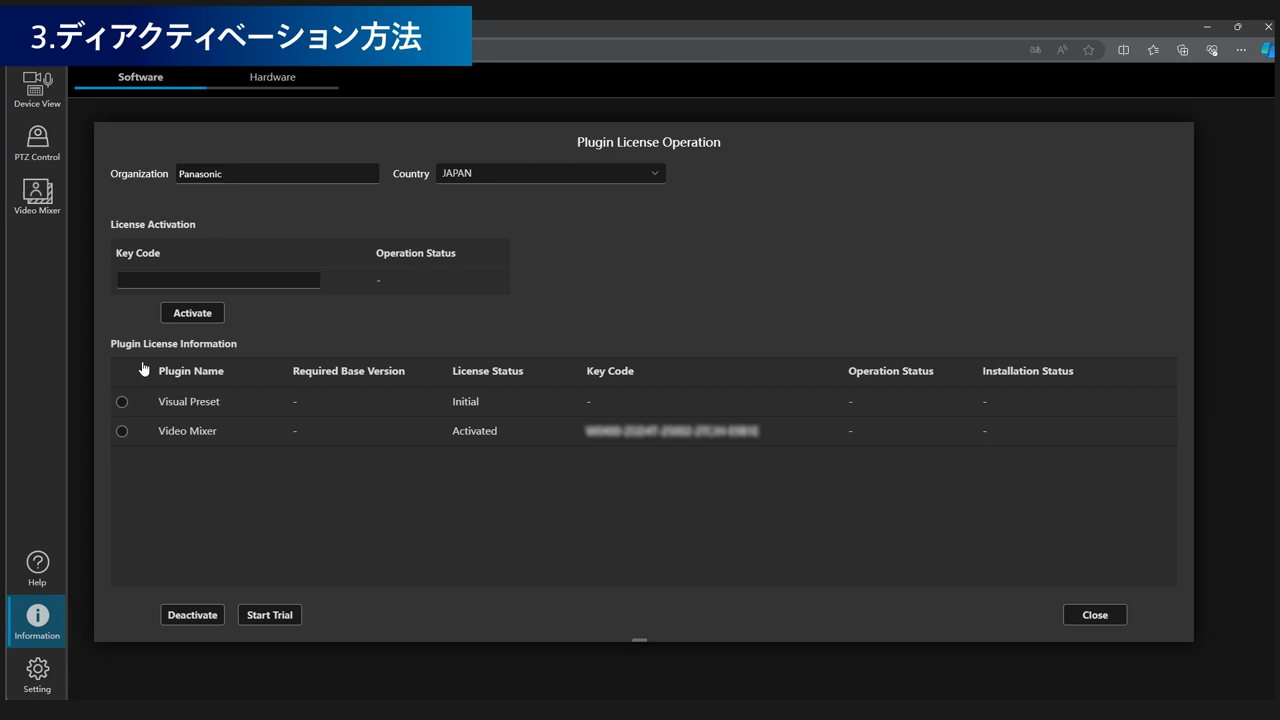 3.ディアクティベーション方法
Software Hardware
Device View
PTZ Control
Video Mixer
Plugin License Operation
Organization Panasonic Country JAPAN
License Activation
Key Code Operation Status
-
Activate
Plugin License Information
Plugin Name Required Base Version License Status Key Code Operation Status Installation Status
Visual Preset - Initial - - -
Video Mixer - Activated - -
Deactivate Start Trial Close
Help
Information
Setting